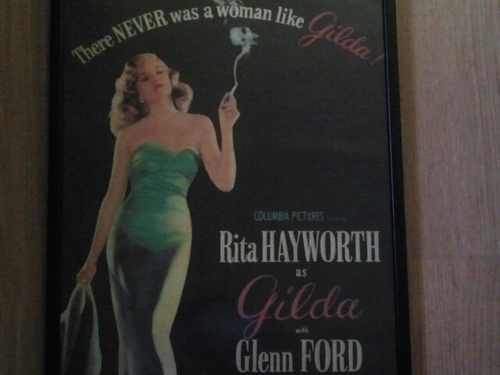 There NEVER was a woman like Gilda!
COLUMBIA PICTURES
Rita HAYWORTH
as
Gilda
with
Glenn FORD